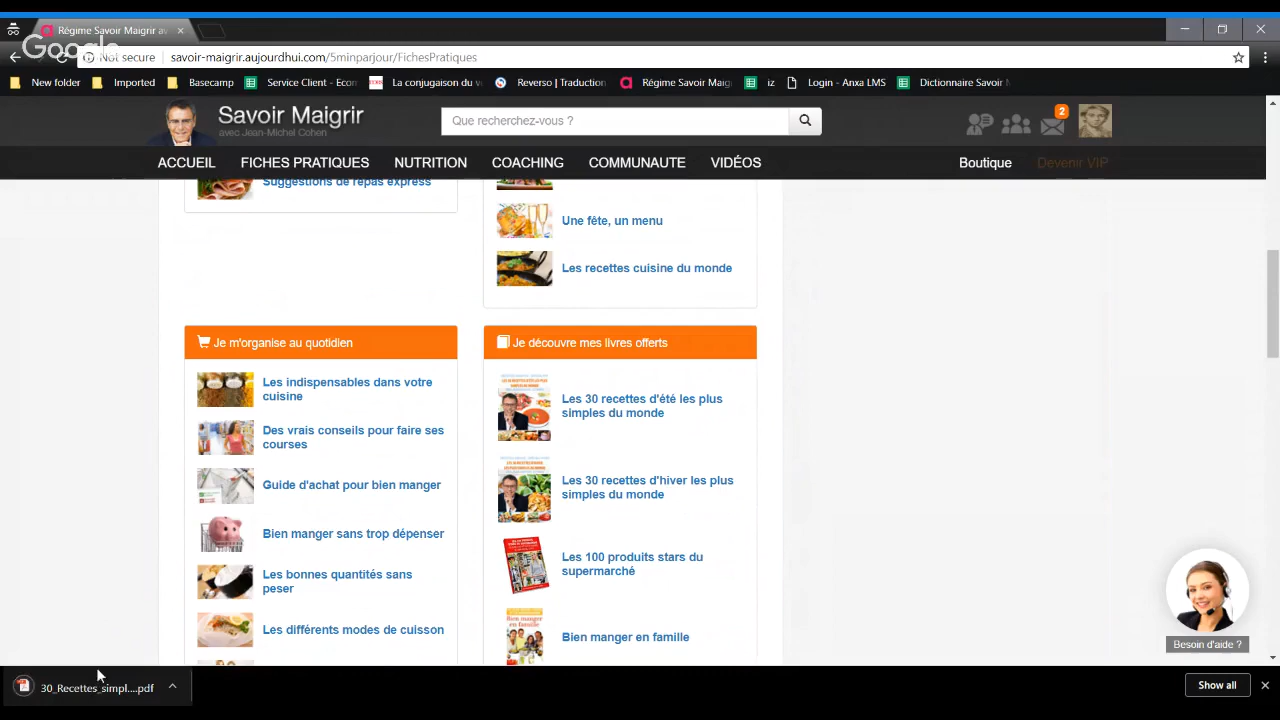 Régime Savoir Maigrir av
Google
Not secure
savoir-maigrir.aujourdhui.com/5minparjour/FichesPratiques
New folder
Imported
Basecamp
Service Client - Econ
La conjugaison du v
Reverso | Traduction
Régime Savoir Maig
iz
Login - Anxa LMS
Dictionnaire Savoir
Savoir Maigrir
avec Jean-Michel Cohen
Que recherchez-vous ?
2
ACCUEIL
FICHES PRATIQUES
NUTRITION
COACHING
COMMUNAUTE
VIDÉOS
Boutique
Devenir VIP
Suggestions de repas express
Une fête, un menu
Les recettes cuisine du monde
Je m'organise au quotidien
Les indispensables dans votre
cuisine
Des vrais conseils pour faire ses
courses
Guide d'achat pour bien manger
Bien manger sans trop dépenser
Les bonnes quantités sans
peser
Les différents modes de cuisson
Je découvre mes livres offerts
Les 30 recettes d'été les plus
simples du monde
Les 30 recettes d'hiver les plus
simples du monde
Les 100 produits stars du
supermarché
Bien manger
en famille
Bien manger en famille
Besoin d'aide ?
30_Recettes_simpl....pdf
Show all